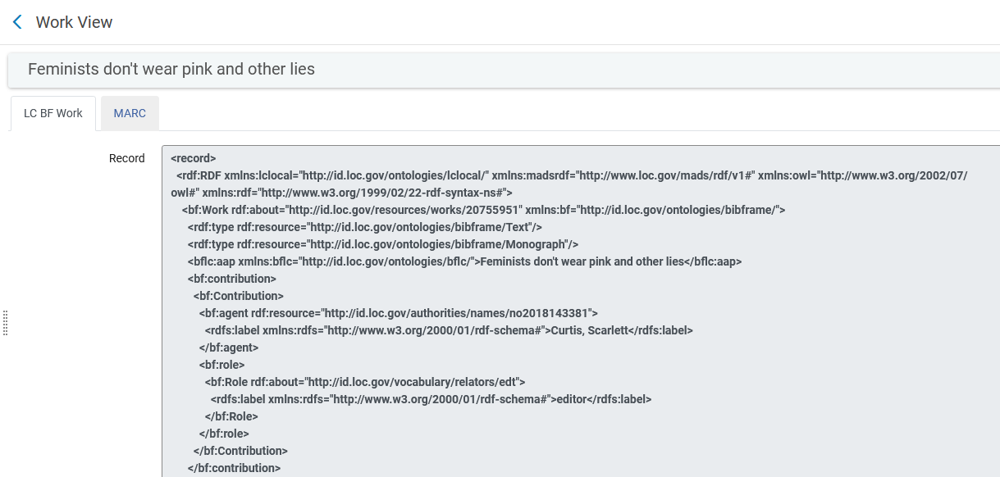 Work View
Feminists don't wear pink and other lies
LC BF Work
MARC
Record
<record>
<rdf:RDF xmlns:lclocal="http://id.loc.gov/ontologies/lclocal/" xmlns:madsrdf="http://www.loc.gov/mads/rdf/v1#" xmlns:owl="http://www.w3.org/2002/07/
owl#" xmlns:rdf="http://www.w3.org/1999/02/22-rdf-syntax-ns#">
<bf:Work rdf:about="http://id.loc.gov/resources/works/20755951" xmlns:bf="http://id.loc.gov/ontologies/bibframe/">
<rdf:type rdf:resource="http://id.loc.gov/ontologies/bibframe/Text"/>
<rdf:type rdf:resource="http://id.loc.gov/ontologies/bibframe/Monograph"/>
<bflc:aap xmlns:bflc="http://id.loc.gov/ontologies/bflc/">Feminists don't wear pink and other lies</bflc:aap>
<bf:contribution>
<bf:Contribution>
<bf:agent rdf:resource="http://id.loc.gov/authorities/names/no2018143381">
<rdfs:label xmlns:rdfs="http://www.w3.org/2000/01/rdf-schema#">Curtis, Scarlett</rdfs:label>
</bf:agent>
<bf:role>
<bf:Role rdf:about="http://id.loc.gov/vocabulary/relators/edt">
<rdfs:label xmlns:rdfs="http://www.w3.org/2000/01/rdf-schema#">editor</rdfs:label>
</bf:Role>
</bf:role>
</bf:Contribution>
</bf:contribution>